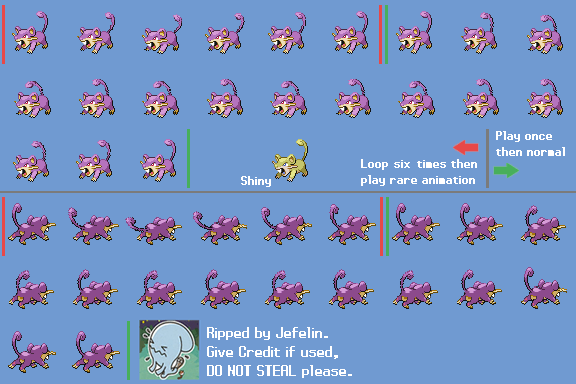 Play once
then normal
Loop six times then
play rare animation
Shiny
Ripped by Jefelin.
Give Credit if used,
DO NOT STEAL please.